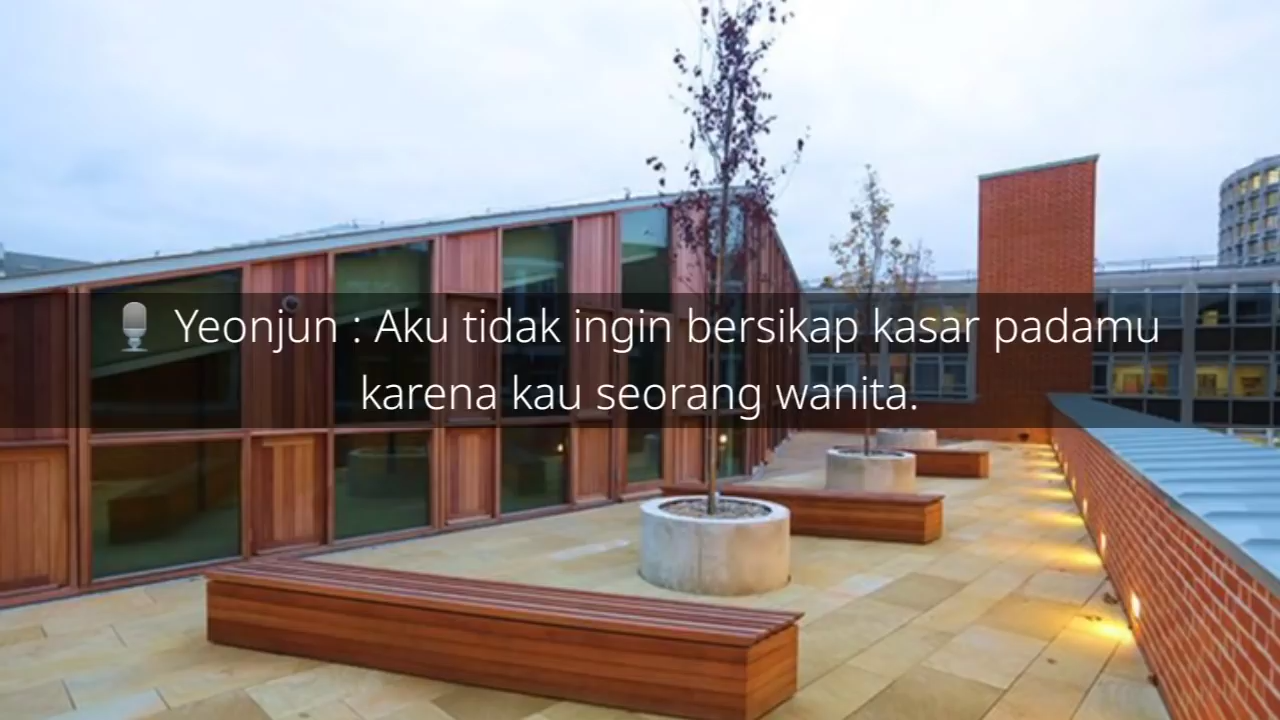 🎙 Yeonjun : Aku tidak ingin bersikap kasar padamu
karena kau seorang wanita.